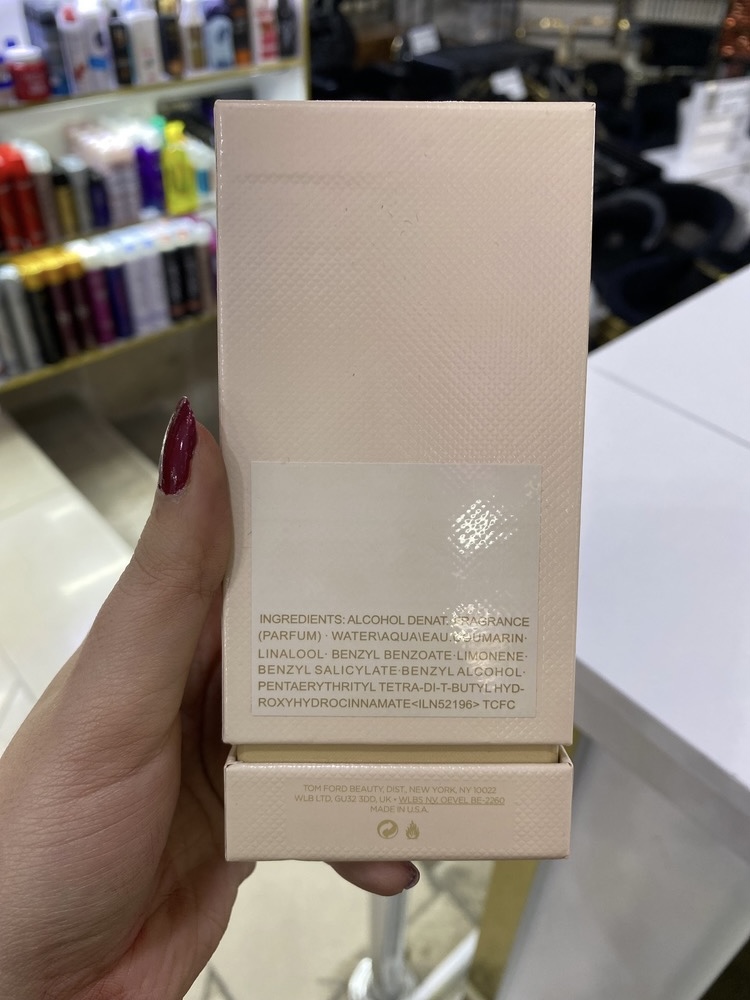 INGREDIENTS: ALCOHOL DENAT. FRAGRANCE
(PARFUM) · WATER\AQUA\EAU. COUMARIN·
LINALOOL· BENZYL BENZOATE·LIMONENE·
BENZYL SALICYLATE·BENZYL ALCOHOL·
PENTAERYTHRITYL TETRA-DI-T-BUTYL HYD-
ROXYHYDROCINNAMATE<ILN52196> TCFC
TOM FORD BEAUTY, DIST., NEW YORK, NY 10022
WLB LTD, GU32 3DD, UK • WLBS NV, OEVEL BE-2260
MADE IN U.S.A.